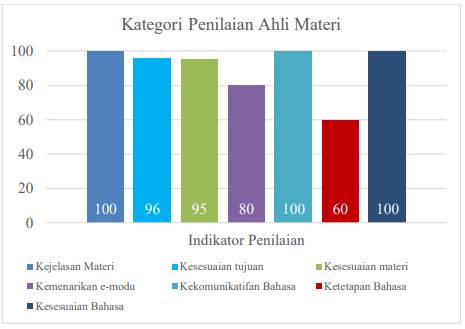 Kategori Penilaian Ahli Materi
100
80
60
40
20
0
100 96 95 80 100 60 100
Indikator Penilaian
Kejelasan Materi Kesesuaian tujuan Kesesuaian materi
Kemenarikan e-modu Kekomunikatifan Bahasa Ketetapan Bahasa
Kesesuaian Bahasa